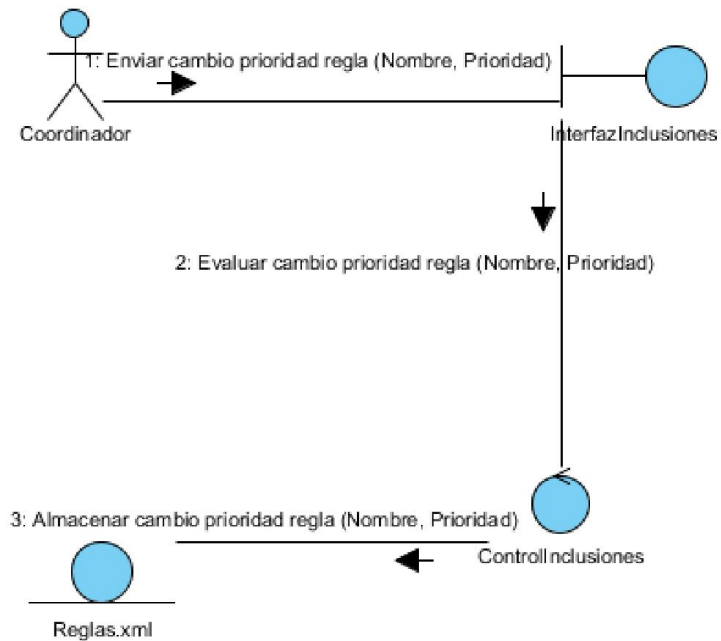 1: Enviar cambio prioridad regla (Nombre, Prioridad)
Coordinador
InterfazInclusiones
2: Evaluar cambio prioridad regla (Nombre, Prioridad)
3: Almacenar cambio prioridad regla (Nombre, Prioridad)
ControlInclusiones
Reglas.xml